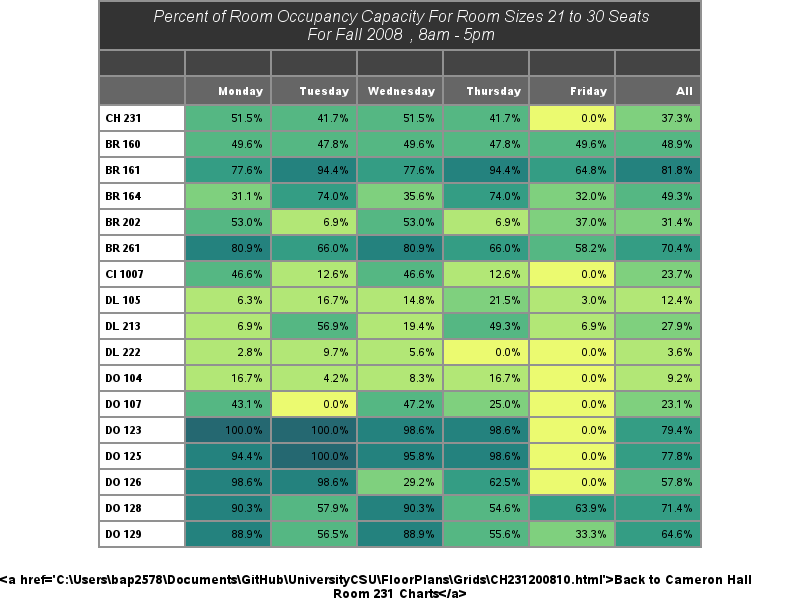 Percent of Room Occupancy Capacity For Room Sizes 21 to 30 Seats
For Fall 2008 , 8am - 5pm
Monday Tuesday Wednesday Thursday Friday All
CH 231 51.5% 41.7% 51.5% 41.7% 0.0% 37.3%
BR 160 49.6% 47.8% 49.6% 47.8% 49.6% 48.9%
BR 161 77.6% 94.4% 77.6% 94.4% 64.8% 81.8%
BR 164 31.1% 74.0% 35.6% 74.0% 32.0% 49.3%
BR 202 53.0% 6.9% 53.0% 6.9% 37.0% 31.4%
BR 261 80.9% 66.0% 80.9% 66.0% 58.2% 70.4%
CI 1007 46.6% 12.6% 46.6% 12.6% 0.0% 23.7%
DL 105 6.3% 16.7% 14.8% 21.5% 3.0% 12.4%
DL 213 6.9% 56.9% 19.4% 49.3% 6.9% 27.9%
DL 222 2.8% 9.7% 5.6% 0.0% 0.0% 3.6%
DO 104 16.7% 4.2% 8.3% 16.7% 0.0% 9.2%
DO 107 43.1% 0.0% 47.2% 25.0% 0.0% 23.1%
DO 123 100.0% 100.0% 98.6% 98.6% 0.0% 79.4%
DO 125 94.4% 100.0% 95.8% 98.6% 0.0% 77.8%
DO 126 98.6% 98.6% 29.2% 62.5% 0.0% 57.8%
DO 128 90.3% 57.9% 90.3% 54.6% 63.9% 71.4%
DO 129 88.9% 56.5% 88.9% 55.6% 33.3% 64.6%
<a href='C:\Users\bap2578\Documents\GitHub\UniversityCSU\FloorPlans\Grids\CH231200810.html'>Back to Cameron Hall
Room 231 Charts</a>